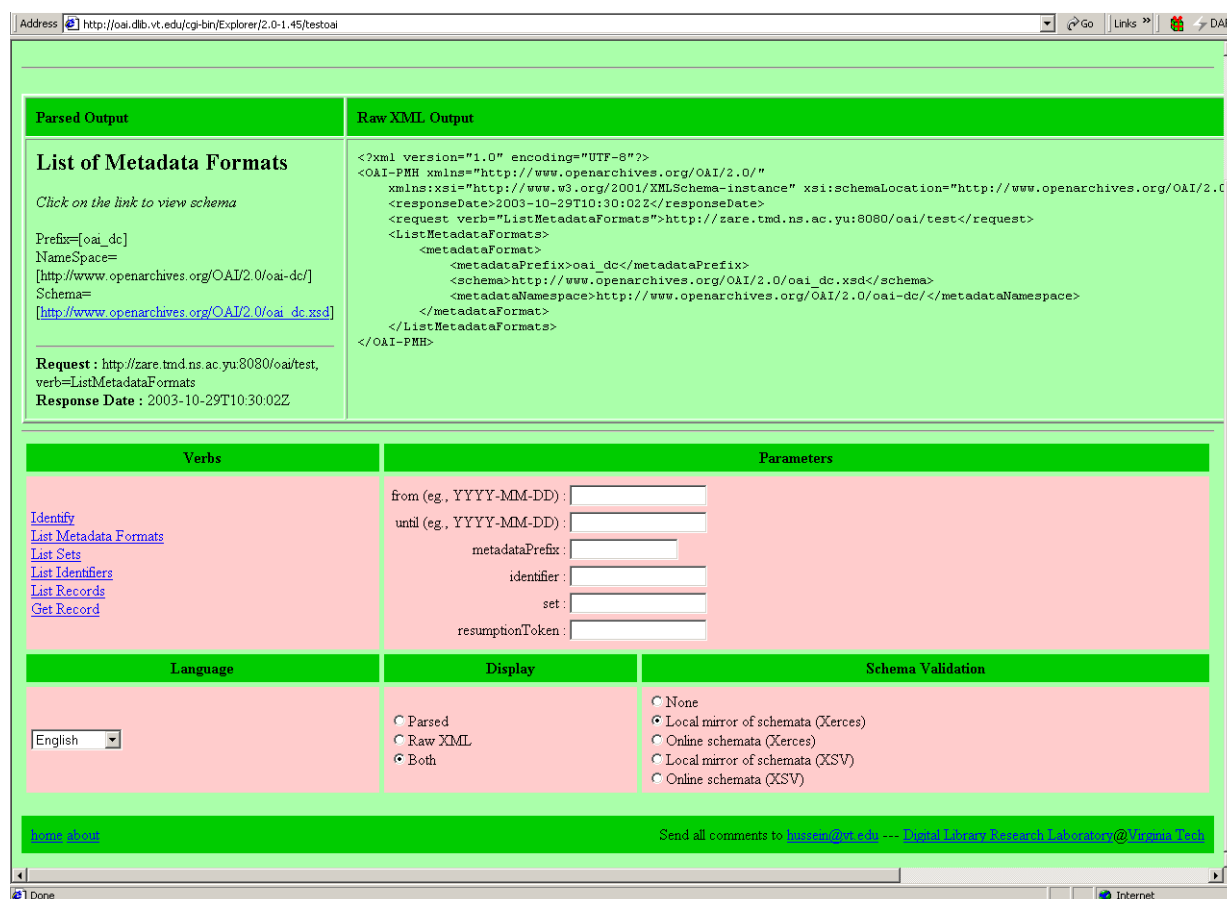 Address http://oai.dlib.vt.edu/cgi-bin/Explorer/2.0-1.45/testoai Go Links »
Parsed Output
Raw XML Output
List of Metadata Formats
Click on the link to view schema
Prefix=[oai_dc]
NameSpace=
[http://www.openarchives.org/OAI/2.0/oai-dc/]
Schema=
[http://www.openarchives.org/OAI/2.0/oai_dc.xsd]
Request : http://zare.tmd.ns.ac.yu:8080/oai/test,
verb=ListMetadataFormats
Response Date : 2003-10-29T10:30:02Z
<?xml version="1.0" encoding="UTF-8"?>
<OAI-PMH xmlns="http://www.openarchives.org/OAI/2.0/"
xmlns:xsi="http://www.w3.org/2001/XMLSchema-instance" xsi:schemaLocation="http://www.openarchives.org/OAI/2.0
<responseDate>2003-10-29T10:30:02Z</responseDate>
<request verb="ListMetadataFormats">http://zare.tmd.ns.ac.yu:8080/oai/test</request>
<ListMetadataFormats>
<metadataFormat>
<metadataPrefix>oai_dc</metadataPrefix>
<schema>http://www.openarchives.org/OAI/2.0/oai_dc.xsd</schema>
<metadataNamespace>http://www.openarchives.org/OAI/2.0/oai-dc/</metadataNamespace>
</metadataFormat>
</ListMetadataFormats>
</OAI-PMH>
Verbs
Parameters
Identify
List Metadata Formats
List Sets
List Identifiers
List Records
Get Record
from (eg., YYYY-MM-DD) :
until (eg., YYYY-MM-DD) :
metadataPrefix :
identifier :
set :
resumptionToken :
Language
Display
Schema Validation
English
Parsed
Raw XML
Both
None
Local mirror of schemata (Xerces)
Online schemata (Xerces)
Local mirror of schemata (XSV)
Online schemata (XSV)
home about
Send all comments to hussein@vt.edu --- Digital Library Research Laboratory@Virginia Tech
Done
Internet